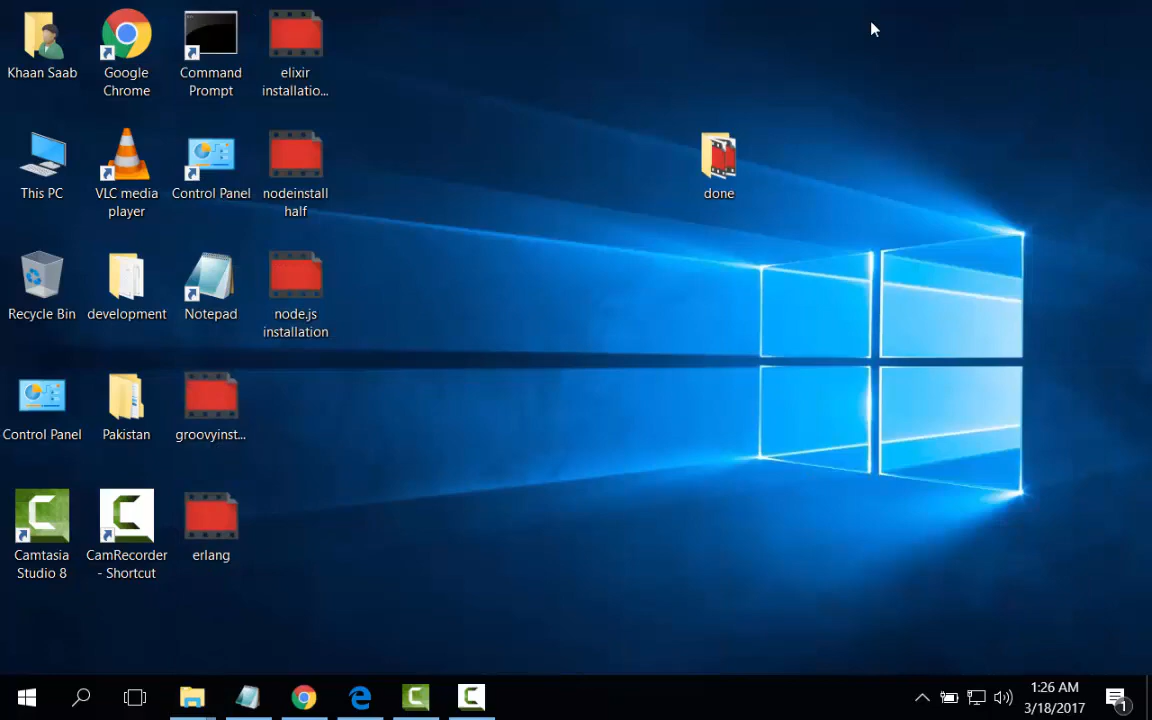 Khaan Saab
Google
Chrome
Command
Prompt
elixir
installatio...
This PC
VLC media
player
Control Panel
nodeinstall
half
done
Recycle Bin
development
Notepad
node.js
installation
Control Panel
Pakistan
groovyinst...
Camtasia
Studio 8
CamRecorder
- Shortcut
erlang
1:26 AM
3/18/2017
1